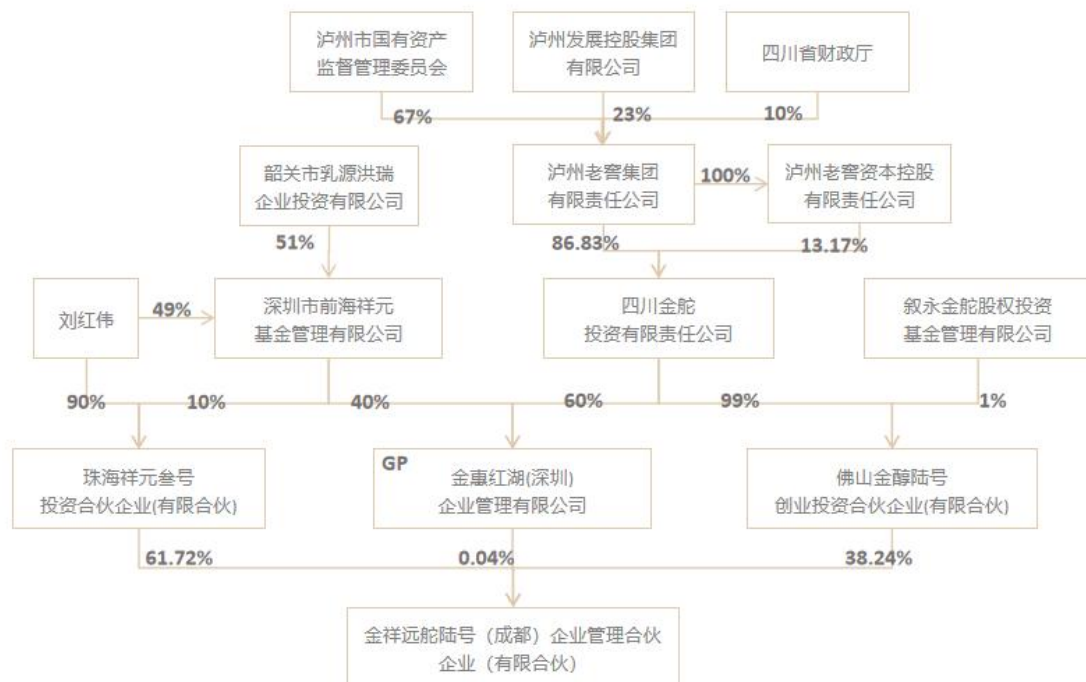 泸州市国有资产
监督管理委员会
泸州发展控股集团
有限公司
四川省财政厅
67%
23%
10%
韶关市乳源洪瑞
企业投资有限公司
泸州老窖集团
有限责任公司
100%
泸州老窖资本控股
有限责任公司
51%
86.83%
13.17%
刘红伟
49%
深圳市前海祥元
基金管理有限公司
四川金舵
投资有限责任公司
叙永金舵股权投资
基金管理有限公司
90%
10%
40%
60%
99%
1%
珠海祥元叁号
投资合伙企业(有限合伙)
GP
金惠红湖(深圳)
企业管理有限公司
佛山金醇陆号
创业投资合伙企业(有限合伙)
61.72%
0.04%
38.24%
金祥远舵陆号（成都）企业管理合伙
企业（有限合伙）